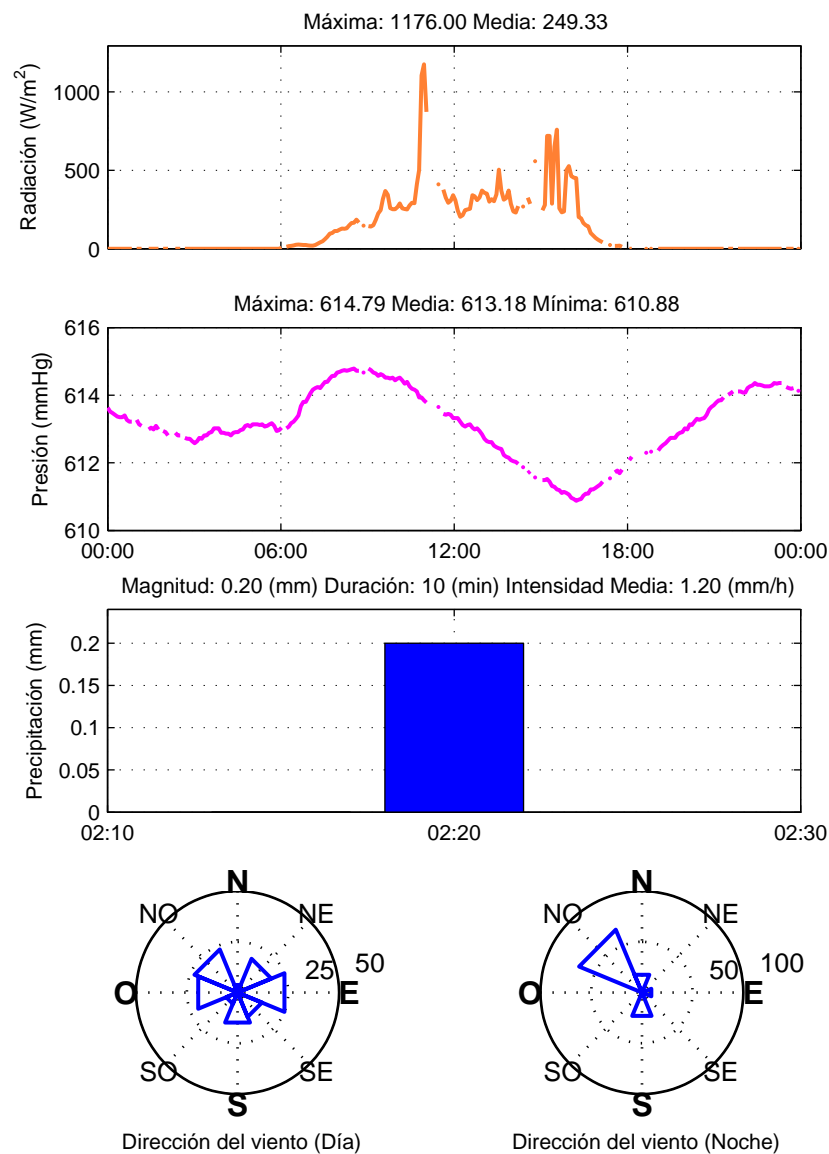 Máxima: 1176.00 Media: 249.33
Radiación (W/m²)
1000
500
0
Máxima: 614.79 Media: 613.18 Mínima: 610.88
Presión (mmHg)
616
614
612
610
00:00 06:00 12:00 18:00 00:00
Magnitud: 0.20 (mm) Duración: 10 (min) Intensidad Media: 1.20 (mm/h)
Precipitación (mm)
0.2
0.15
0.1
0.05
0
02:10 02:20 02:30
N
NO NE
25 50
O E
SO SE
S
Dirección del viento (Día)
N
NO NE
50 100
O E
SO SE
S
Dirección del viento (Noche)